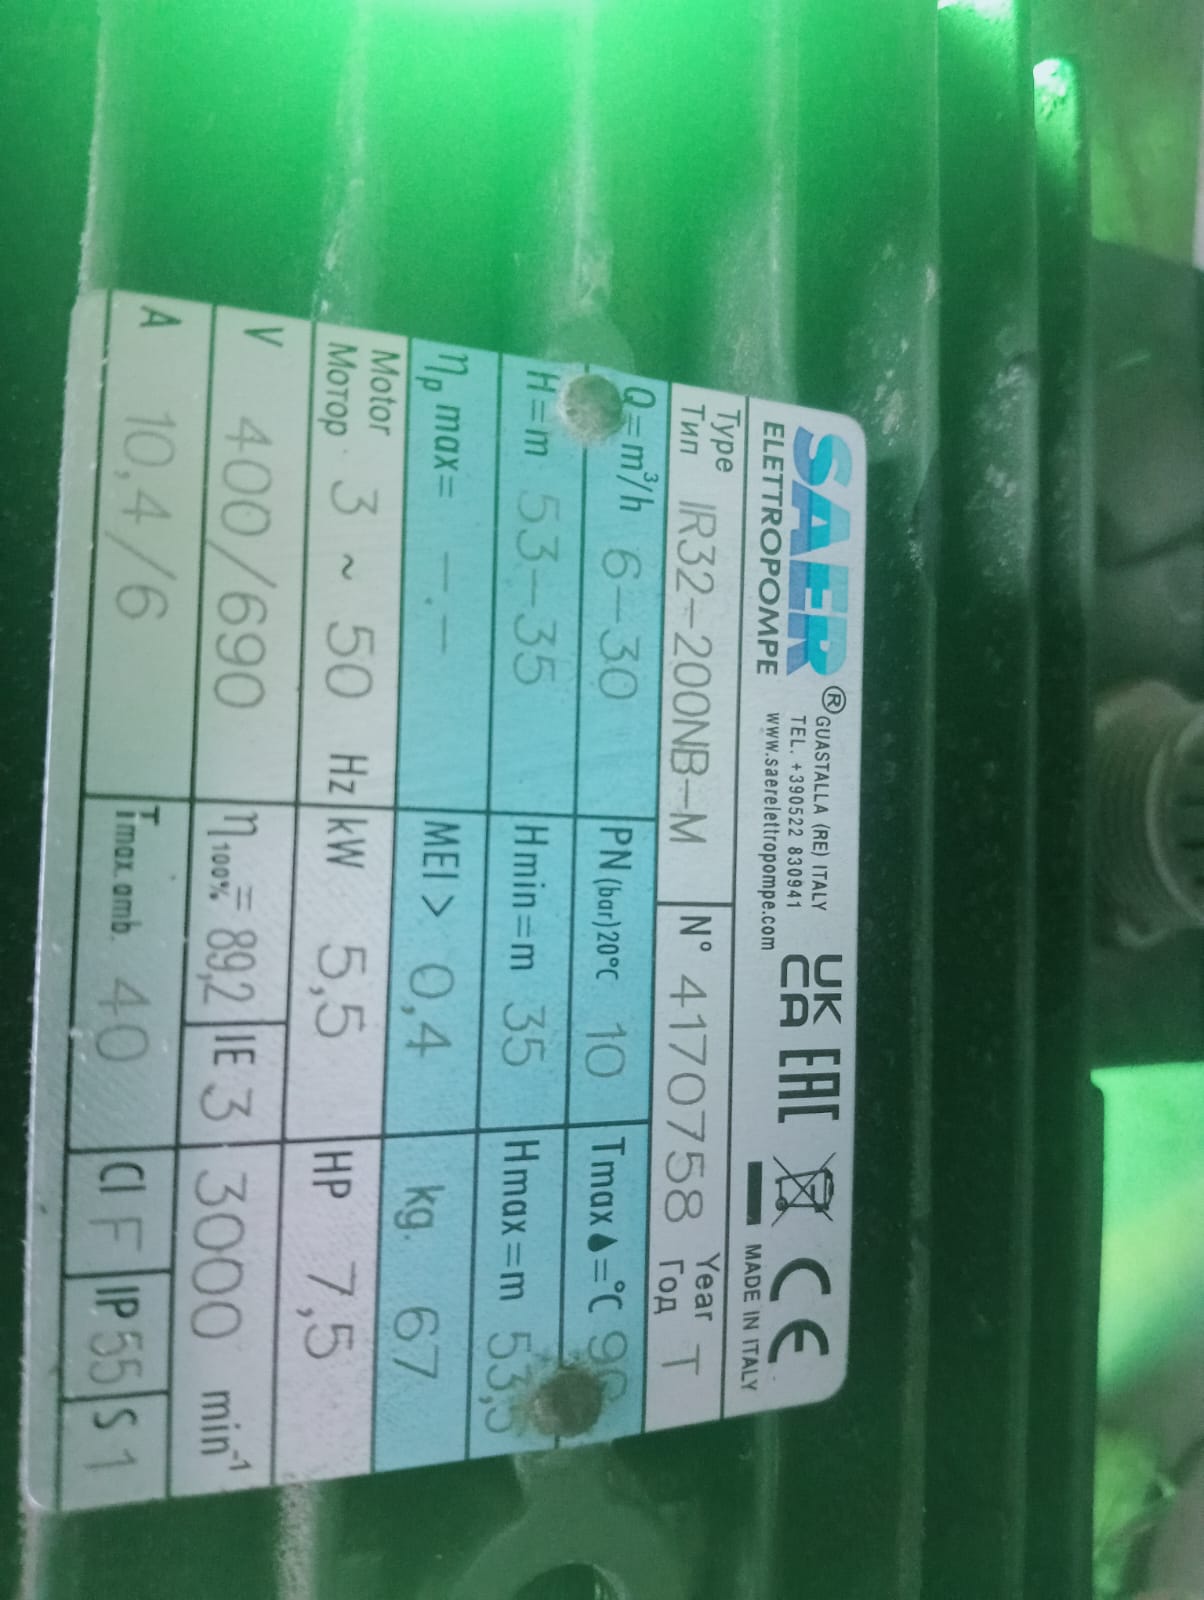 SAER®
ELETTROPOMPE
GUASTALLA (RE) ITALY
TEL. +390522 830941
www.saerelettropompe.com
UK
CA
EAC
CE
MADE IN ITALY
Type
Тип IR32-200NB-M
N° 4170758
Year
Год T
Q=m³/h 6-30
PN(bar)20°C 10
Tmax =°C
H=m 53-35
Hmin=m 35
Hmax=m
ηp max= --.--
MEI > 0,4
kg. 67
Motor
Мотор 3 ~ 50 Hz
kW 5,5
HP 7,5
V 400/690
η100%= 89,2
IE 3
3000 min⁻¹
A 10,4/6
Tmax.amb. 40
Cl F
IP 55
S 1